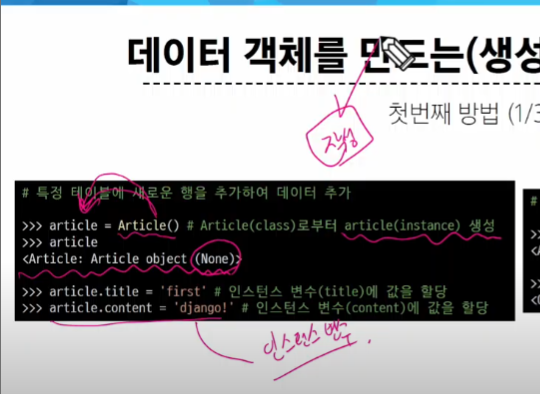 데이터 객체를 만드는(생성
첫번째 방법 (1/3
작성
# 특정 테이블에 새로운 행을 추가하여 데이터 추가
>>> article = Article() # Article(class)로부터 article(instance) 생성
>>> article
<Article: Article object (None)>
>>> article.title = 'first' # 인스턴스 변수(title)에 값을 할당
>>> article.content = 'django!' # 인스턴스 변수(content)에 값을 할당
인스턴스 변수.